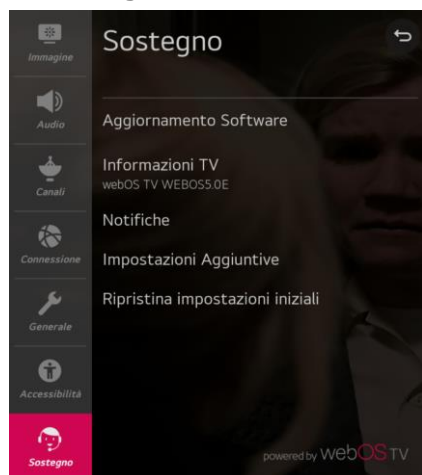 Sostegno
Immagine
Audio
Canali
Connessione
Generale
Accessibilità
Sostegno
Aggiornamento Software
Informazioni TV
webOS TV WEBOS5.0E
Notifiche
Impostazioni Aggiuntive
Ripristina impostazioni iniziali
powered by webOS TV